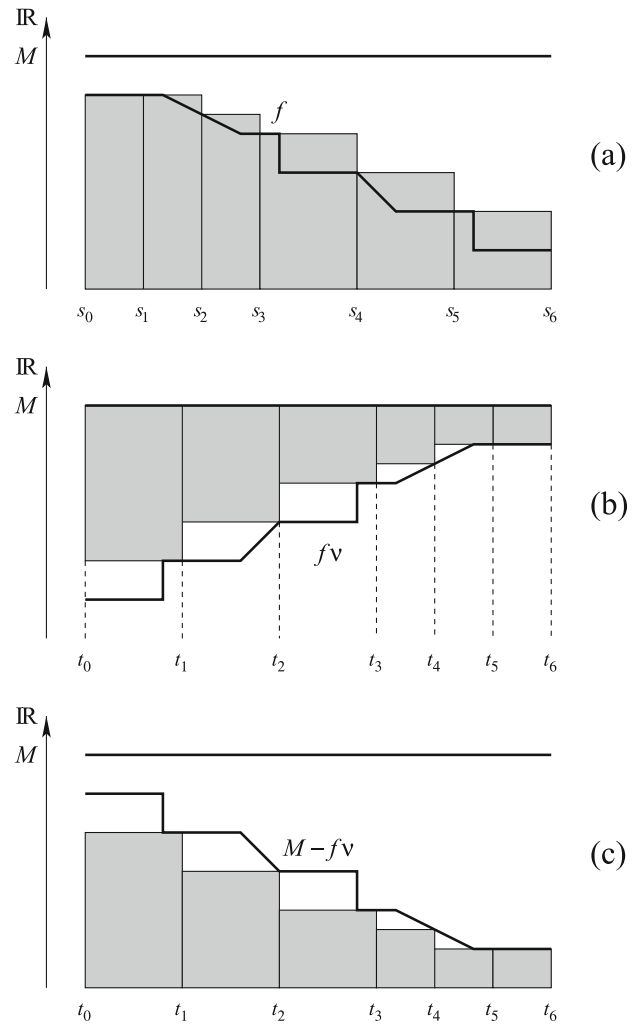 IR
M
f
(a)
s₀ s₁ s₂ s₃ s₄ s₅ s₆
IR
M
(b)
fν
t₀ t₁ t₂ t₃ t₄ t₅ t₆
IR
M
M − fν
(c)
t₀ t₁ t₂ t₃ t₄ t₅ t₆